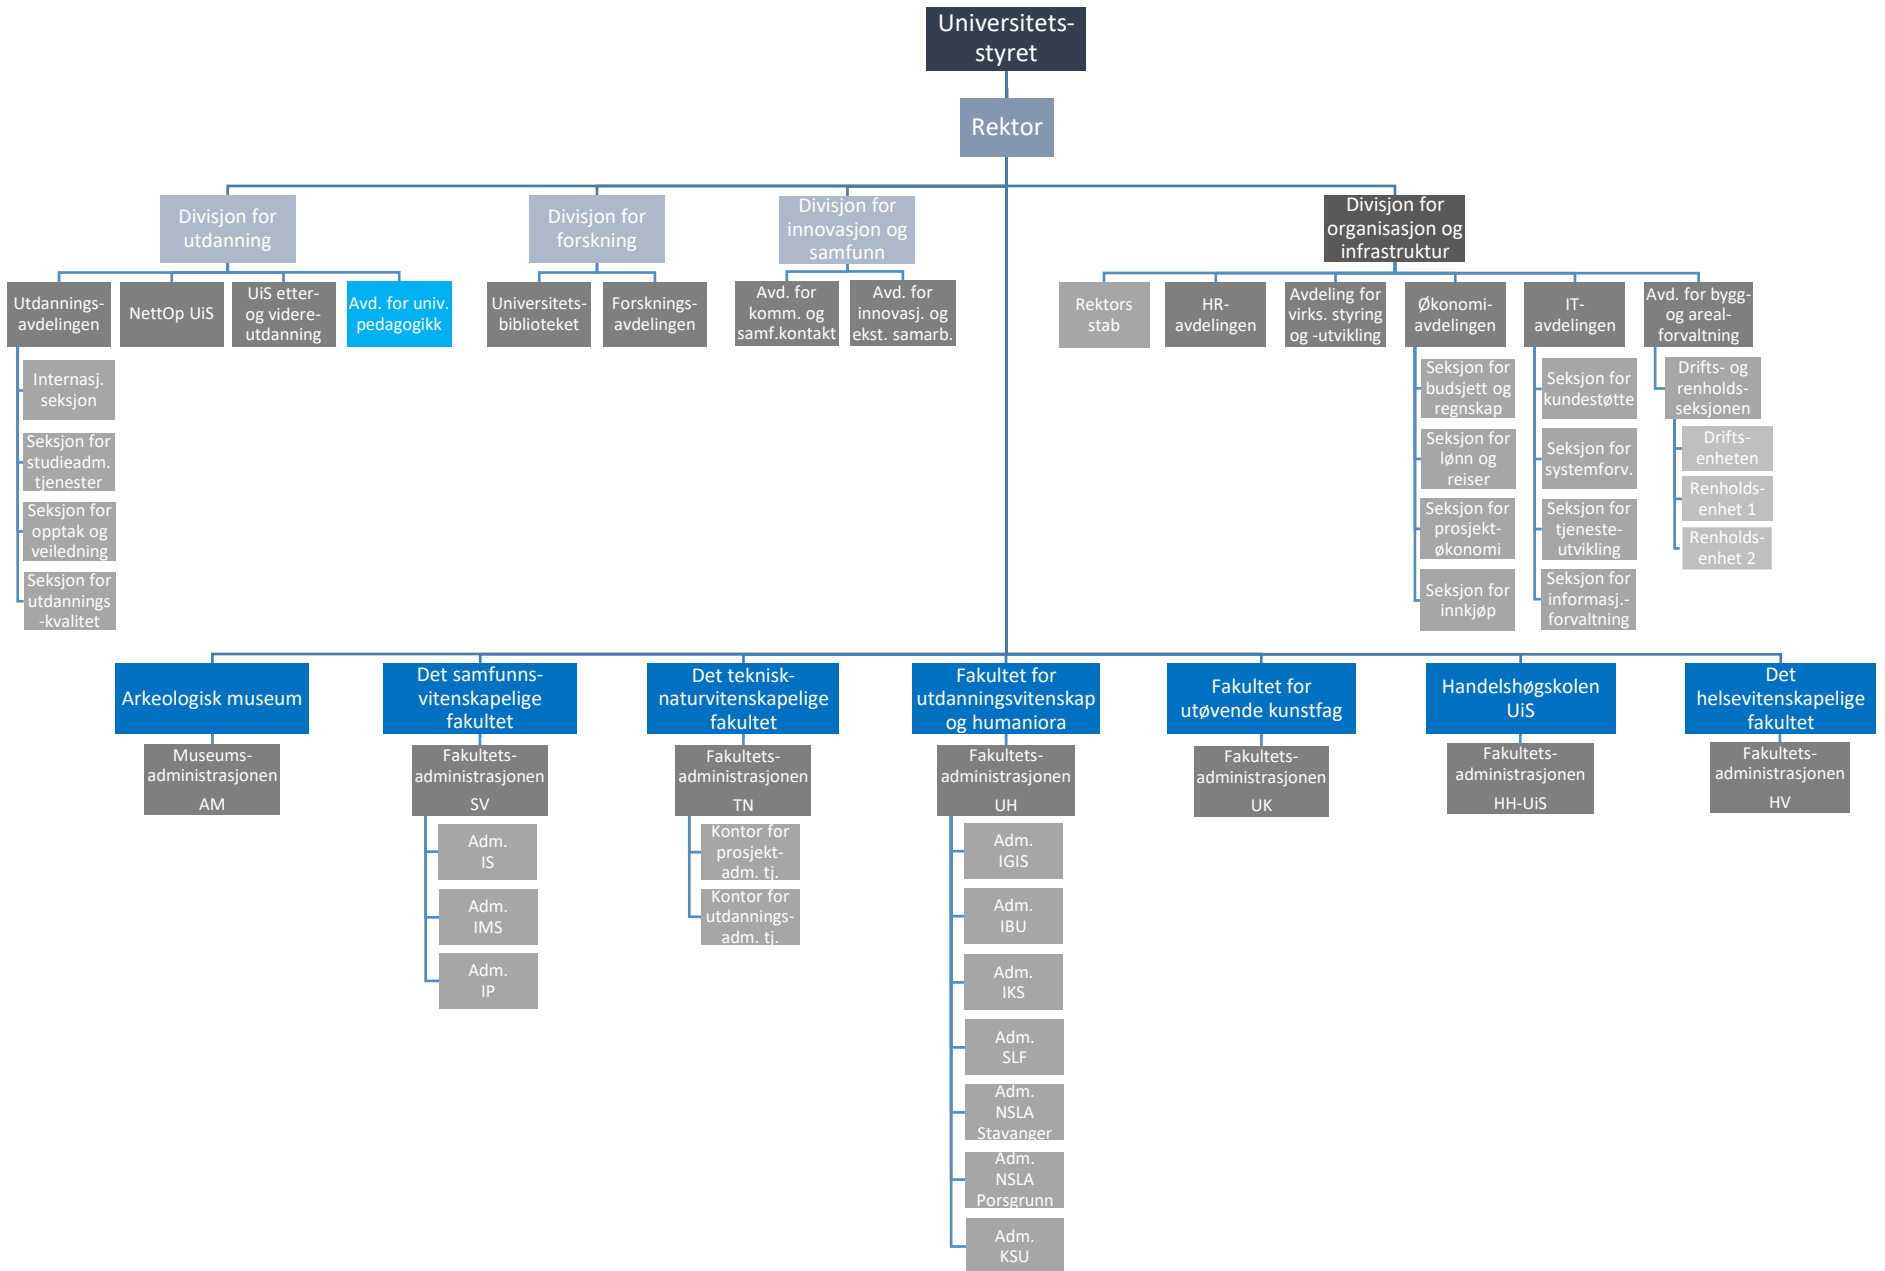 Universitets-
styret
Rektor
Divisjon for
utdanning
Divisjon for
forskning
Divisjon for
innovasjon og
samfunn
Divisjon for
organisasjon og
infrastruktur
Utdannings-
avdelingen
NettOp UiS
UiS etter-
og videre-
utdanning
Avd. for univ.
pedagogikk
Universitets-
biblioteket
Forsknings-
avdelingen
Avd. for
komm. og
samf.kontakt
Avd. for
innovasj. og
ekst. samarb.
Rektors
stab
HR-
avdelingen
Avdeling for
virks. styring
og -utvikling
Økonomi-
avdelingen
IT-
avdelingen
Avd. for bygg-
og areal-
forvaltning
Internasj.
seksjon
Seksjon for
studieadm.
tjenester
Seksjon for
opptak og
veiledning
Seksjon for
utdannings
-kvalitet
Seksjon for
budsjett og
regnskap
Seksjon for
lønn og
reiser
Seksjon for
prosjekt-
økonomi
Seksjon for
innkjøp
Seksjon for
kundestøtte
Seksjon for
systemforv.
Seksjon for
tjeneste-
utvikling
Seksjon for
informasj.-
forvaltning
Drifts- og
renholds-
seksjonen
Drifts-
enheten
Renholds-
enhet 1
Renholds-
enhet 2
Arkeologisk museum
Det samfunns-
vitenskapelige
fakultet
Det teknisk-
naturvitenskapelige
fakultet
Fakultet for
utdanningsvitenskap
og humaniora
Fakultet for
utøvende kunstfag
Handelshøgskolen
UiS
Det
helsevitenskapelige
fakultet
Museums-
administrasjonen
AM
Fakultets-
administrasjonen
SV
Fakultets-
administrasjonen
TN
Fakultets-
administrasjonen
UH
Fakultets-
administrasjonen
UK
Fakultets-
administrasjonen
HH-UiS
Fakultets-
administrasjonen
HV
Adm.
IS
Adm.
IMS
Adm.
IP
Kontor for
prosjekt-
adm. tj.
Kontor for
utdannings-
adm. tj.
Adm.
IGIS
Adm.
IBU
Adm.
IKS
Adm.
SLF
Adm.
NSLA
Stavanger
Adm.
NSLA
Porsgrunn
Adm.
KSU